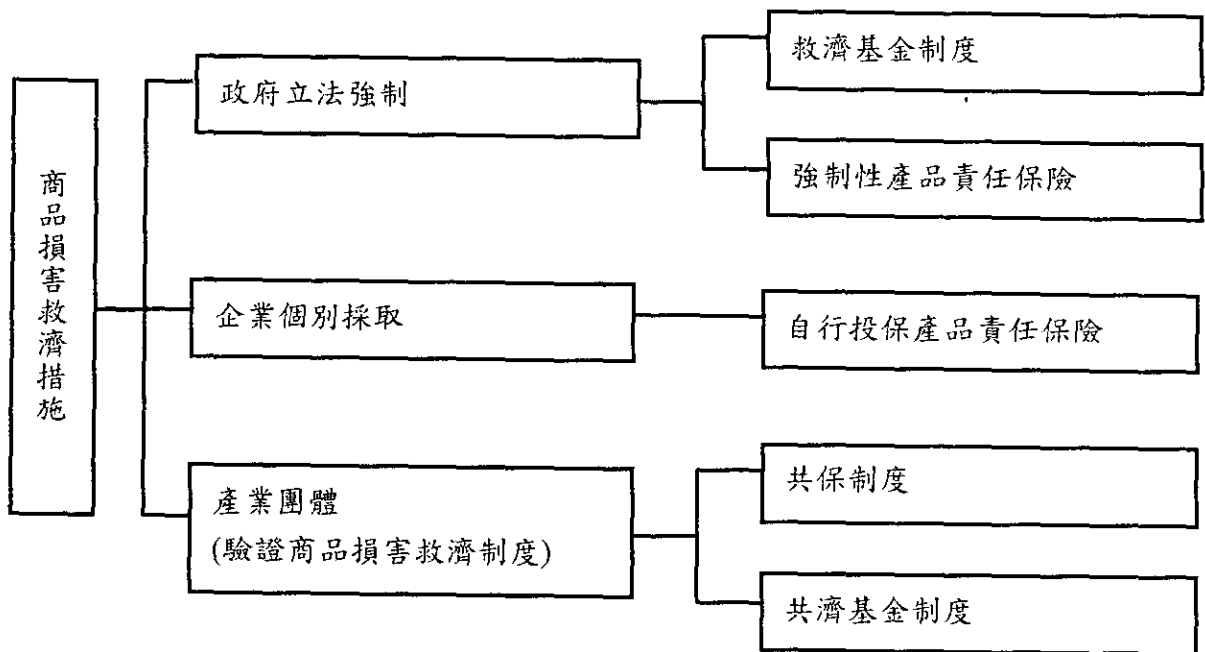 商品損害救濟措施
政府立法強制
救濟基金制度
強制性產品責任保險
企業個別採取
自行投保產品責任保險
產業團體
(驗證商品損害救濟制度)
共保制度
共濟基金制度